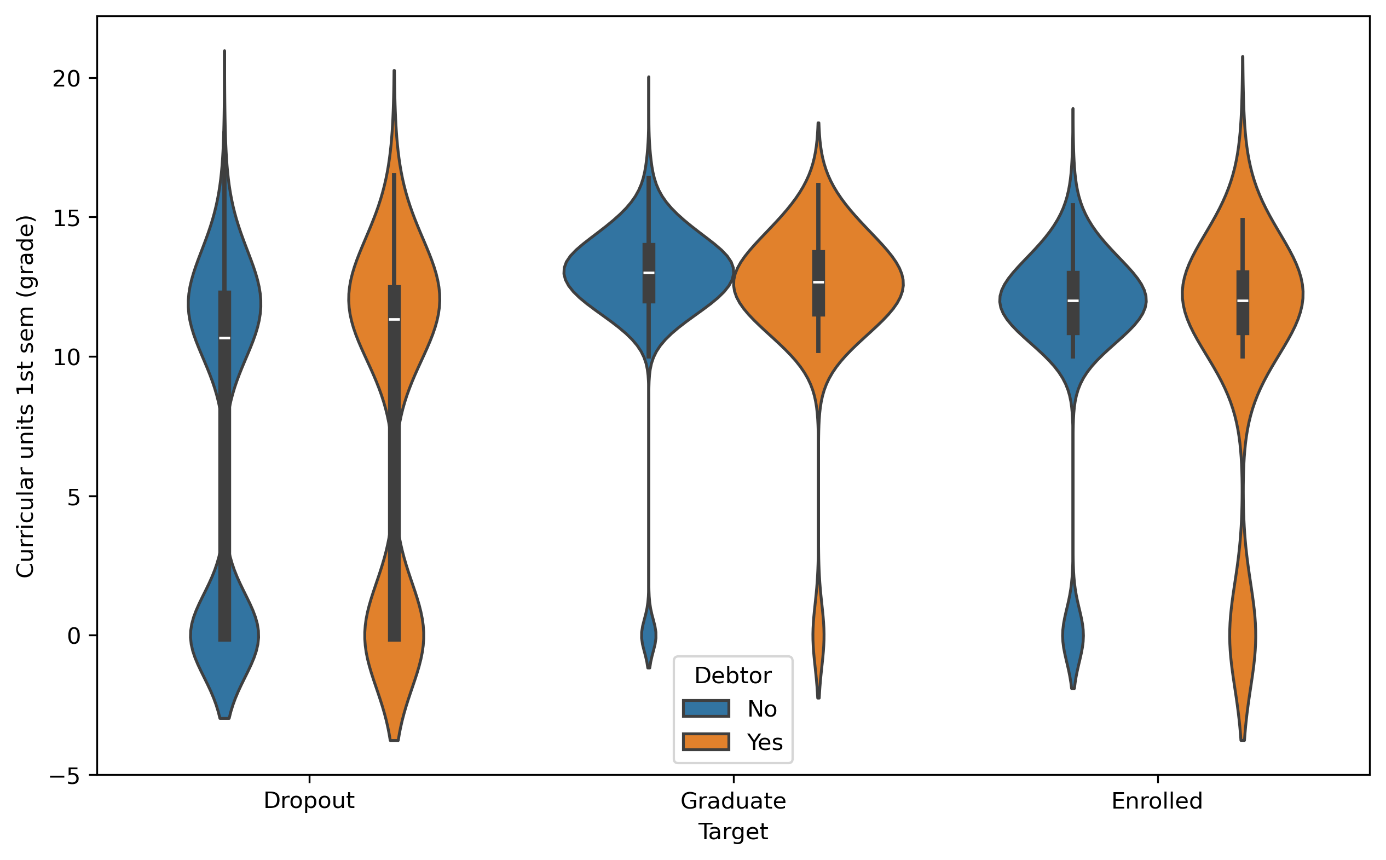 20
15
10
5
0
−5
Curricular units 1st sem (grade)
Debtor
No
Yes
Dropout
Graduate
Enrolled
Target